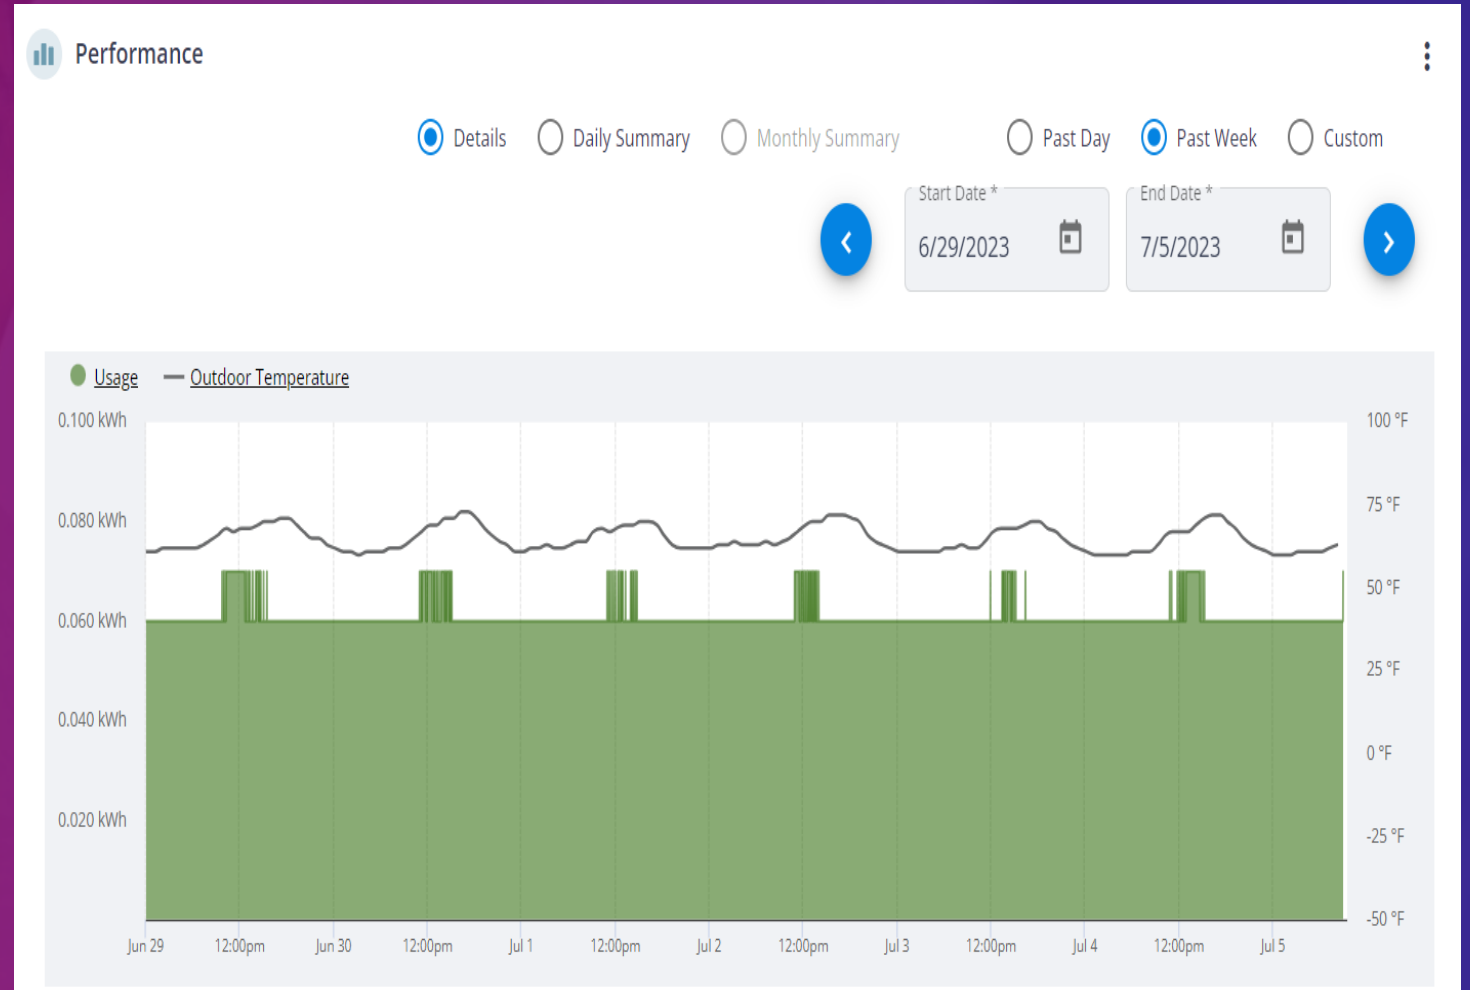 Performance
Details Daily Summary Monthly Summary Past Day Past Week Custom
Start Date * End Date *
6/29/2023 7/5/2023
Usage Outdoor Temperature
0.100 kWh 100 °F
0.080 kWh 75 °F
0.060 kWh 50 °F
0.040 kWh 25 °F
0.020 kWh 0 °F
-25 °F
-50 °F
Jun 29 12:00pm Jun 30 12:00pm Jul 1 12:00pm Jul 2 12:00pm Jul 3 12:00pm Jul 4 12:00pm Jul 5